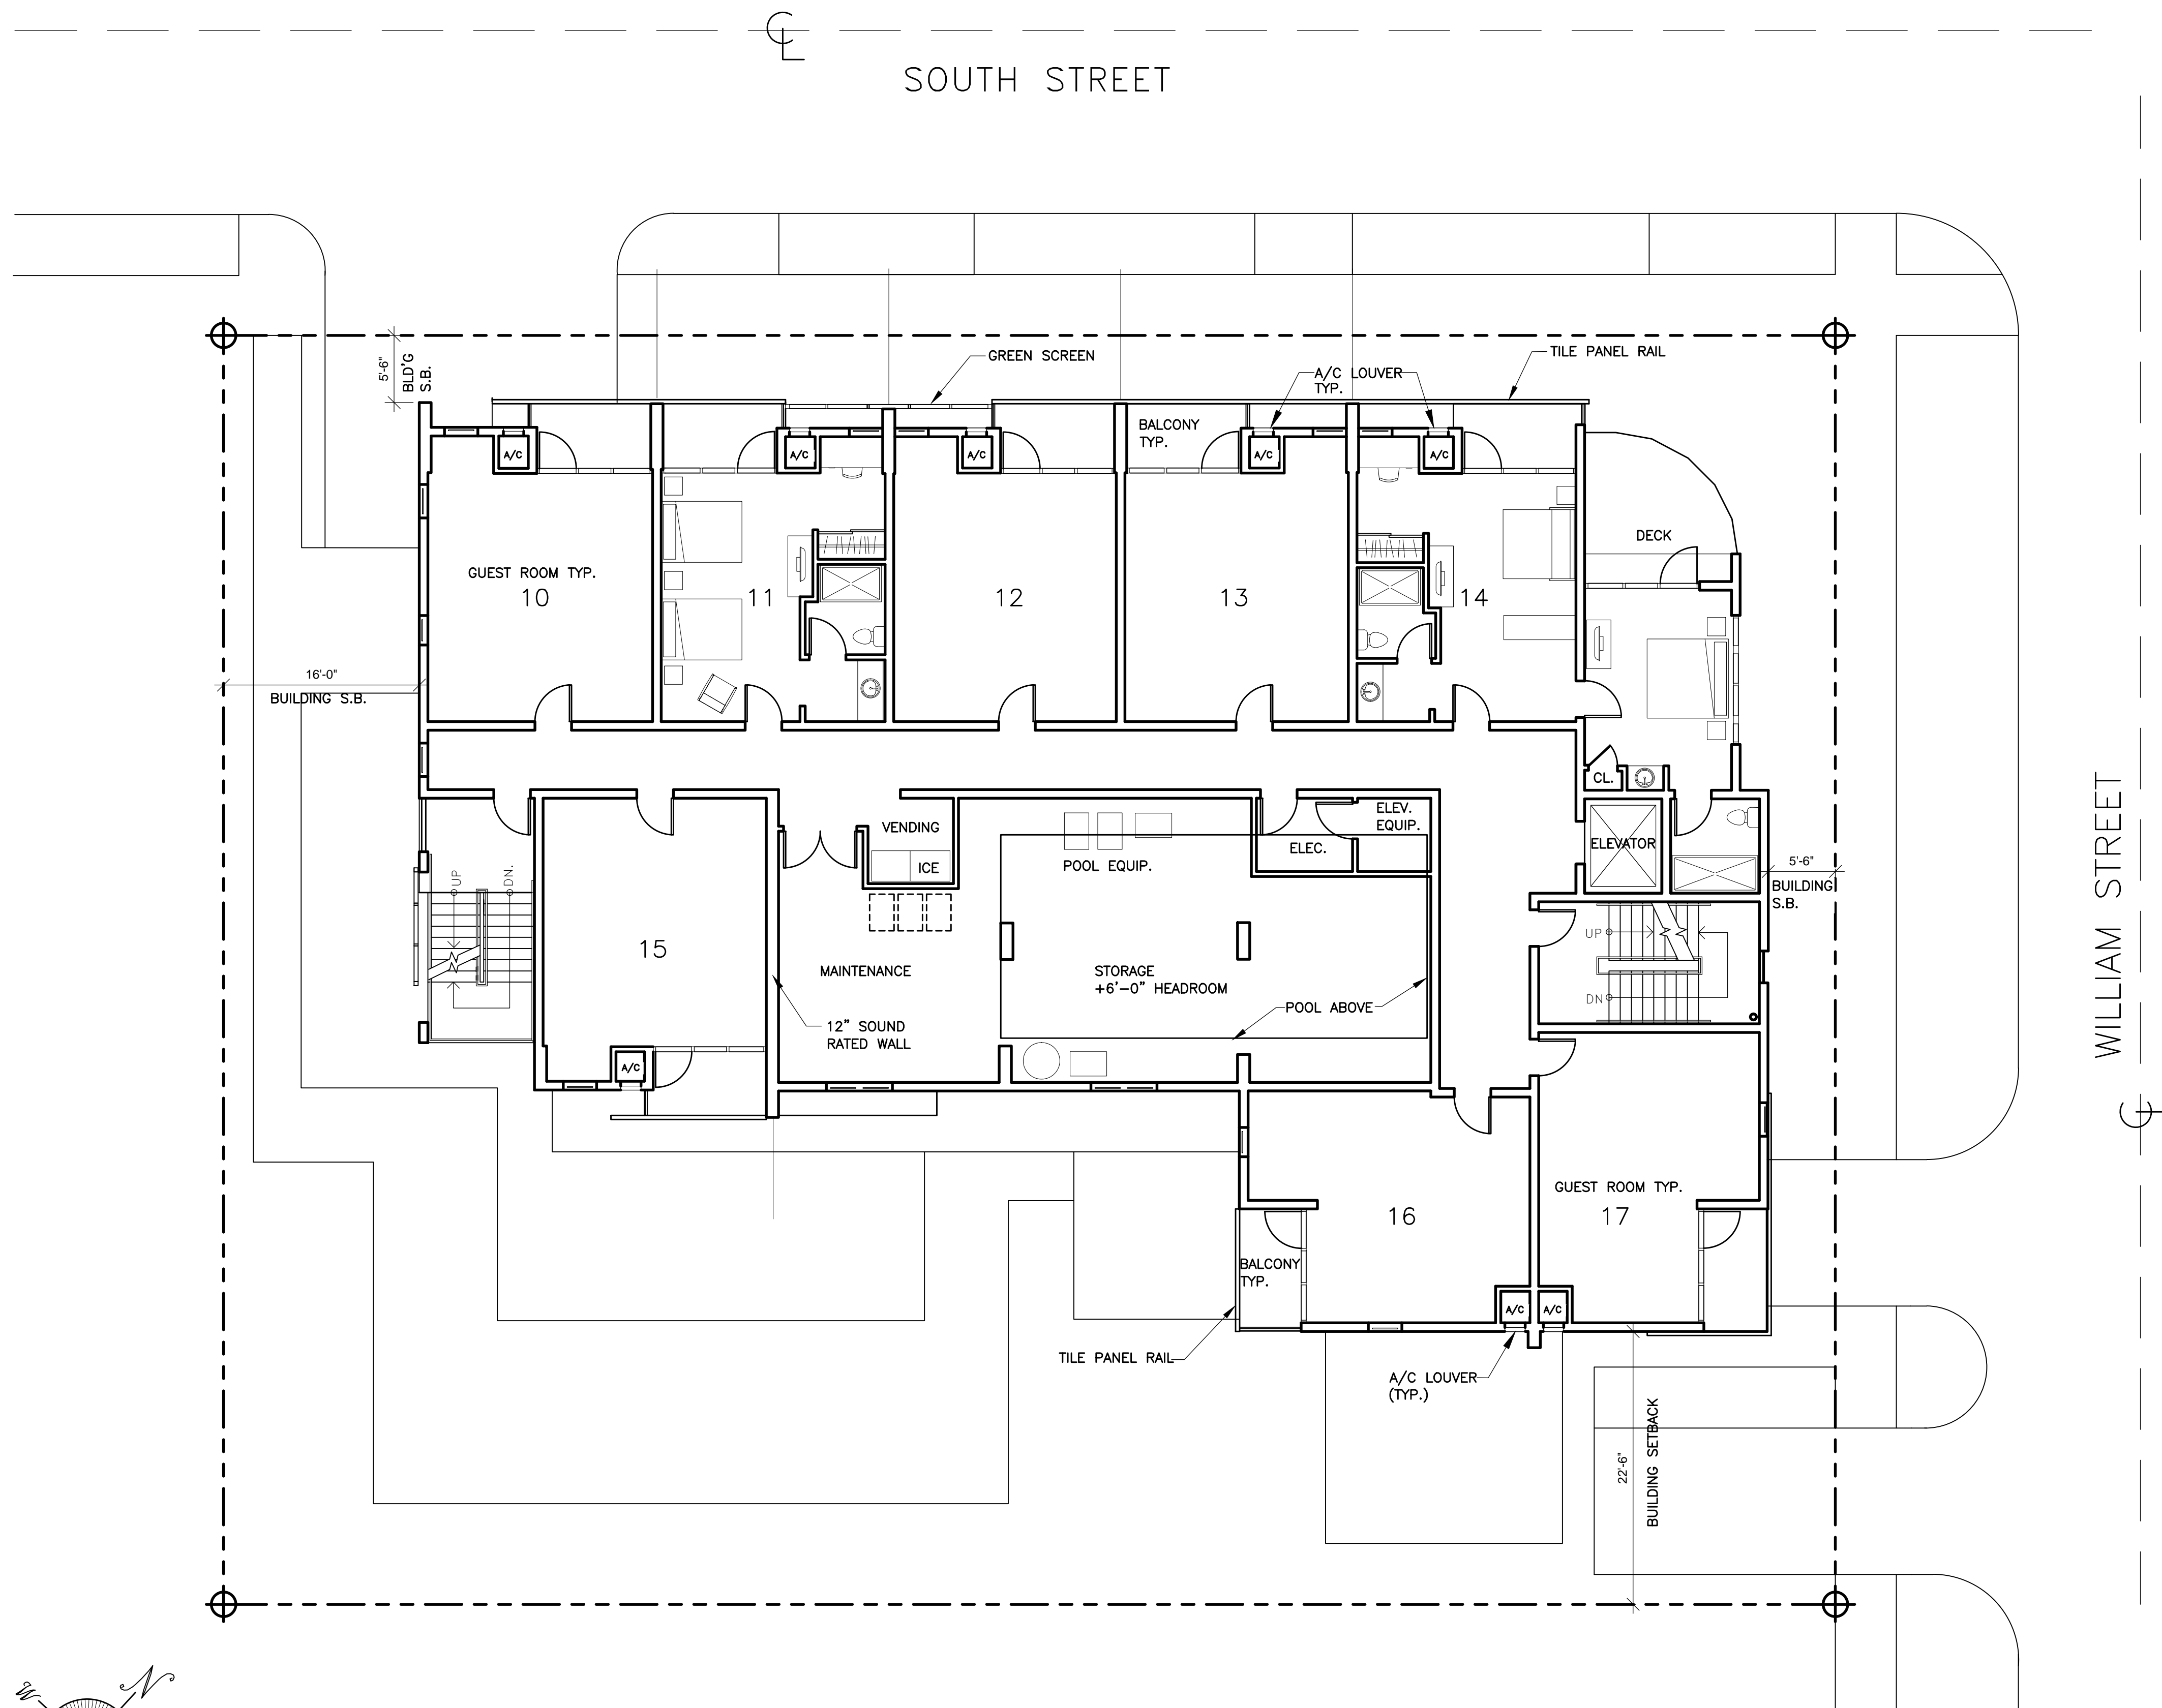 SOUTH STREET
5'-6"
BLD'G
S.B.
GREEN SCREEN
A/C LOUVER
TYP.
TILE PANEL RAIL
BALCONY
TYP.
A/C
A/C
A/C
A/C
A/C
DECK
GUEST ROOM TYP.
10
11
12
13
14
16'-0"
BUILDING S.B.
CL.
VENDING
ICE
POOL EQUIP.
ELEC.
ELEV.
EQUIP.
ELEVATOR
5'-6"
BUILDING
S.B.
WILLIAM STREET
UP
DN.
15
MAINTENANCE
STORAGE
+6'-0" HEADROOM
POOL ABOVE
UP
DN
12" SOUND
RATED WALL
A/C
GUEST ROOM TYP.
16
17
BALCONY
TYP.
A/C
A/C
TILE PANEL RAIL
A/C LOUVER
(TYP.)
22'-6"
BUILDING SETBACK
N
W